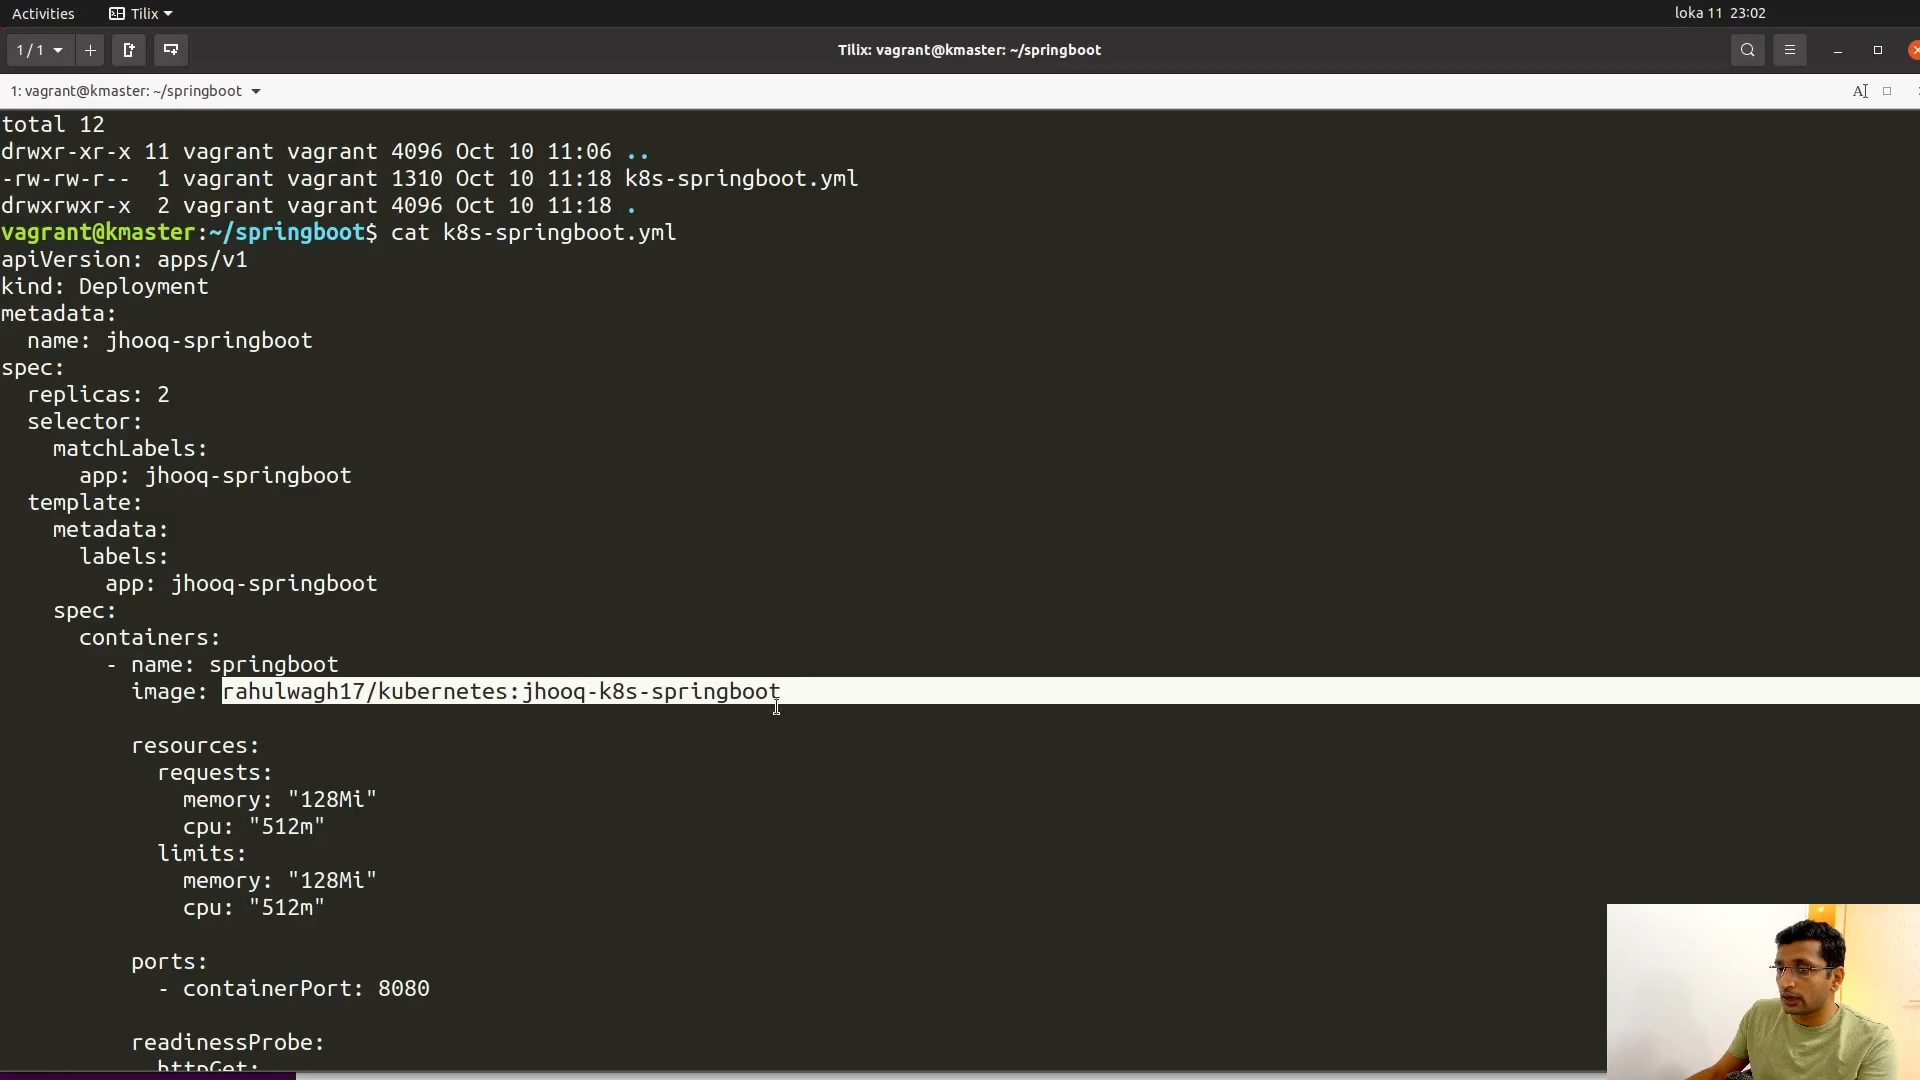 Activities Tilix loka 11 23:02
1 / 1 Tilix: vagrant@kmaster: ~/springboot
1: vagrant@kmaster: ~/springboot
total 12
drwxr-xr-x 11 vagrant vagrant 4096 Oct 10 11:06 ..
-rw-rw-r--  1 vagrant vagrant 1310 Oct 10 11:18 k8s-springboot.yml
drwxrwxr-x  2 vagrant vagrant 4096 Oct 10 11:18 .
vagrant@kmaster:~/springboot$ cat k8s-springboot.yml
apiVersion: apps/v1
kind: Deployment
metadata:
  name: jhooq-springboot
spec:
  replicas: 2
  selector:
    matchLabels:
      app: jhooq-springboot
  template:
    metadata:
      labels:
        app: jhooq-springboot
    spec:
      containers:
        - name: springboot
          image: rahulwagh17/kubernetes:jhooq-k8s-springboot
          resources:
            requests:
              memory: "128Mi"
              cpu: "512m"
            limits:
              memory: "128Mi"
              cpu: "512m"
          ports:
            - containerPort: 8080
          readinessProbe:
            httpGet: